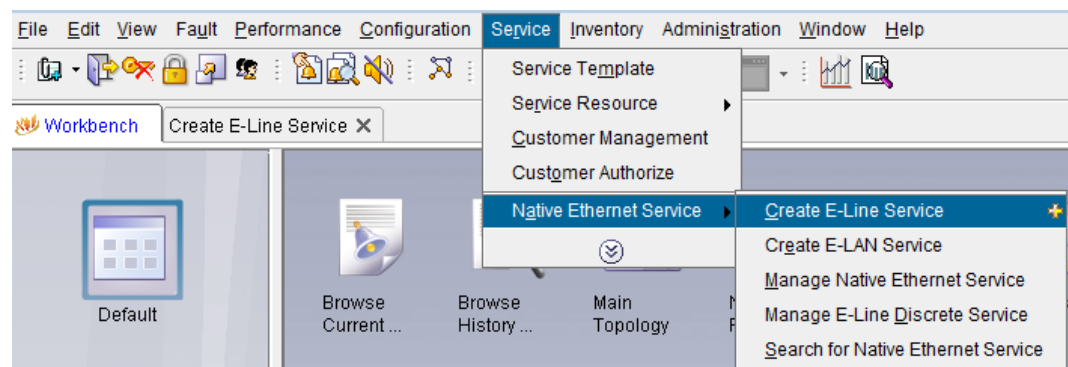 File Edit View Fault Performance Configuration Service Inventory Administration Window Help
Workbench Create E-Line Service
Service Template
Service Resource
Customer Management
Customer Authorize
Native Ethernet Service
Create E-Line Service
Create E-LAN Service
Manage Native Ethernet Service
Manage E-Line Discrete Service
Search for Native Ethernet Service
Default
Browse
Current ...
Browse
History ...
Main
Topology